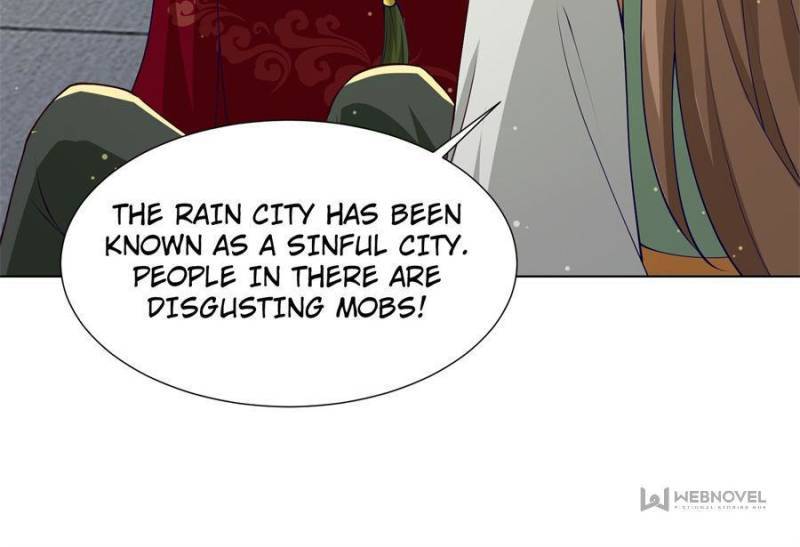 THE RAIN CITY HAS BEEN
KNOWN AS A SINFUL CITY.
PEOPLE IN THERE ARE
DISGUSTING MOBS!
WEBNOVEL